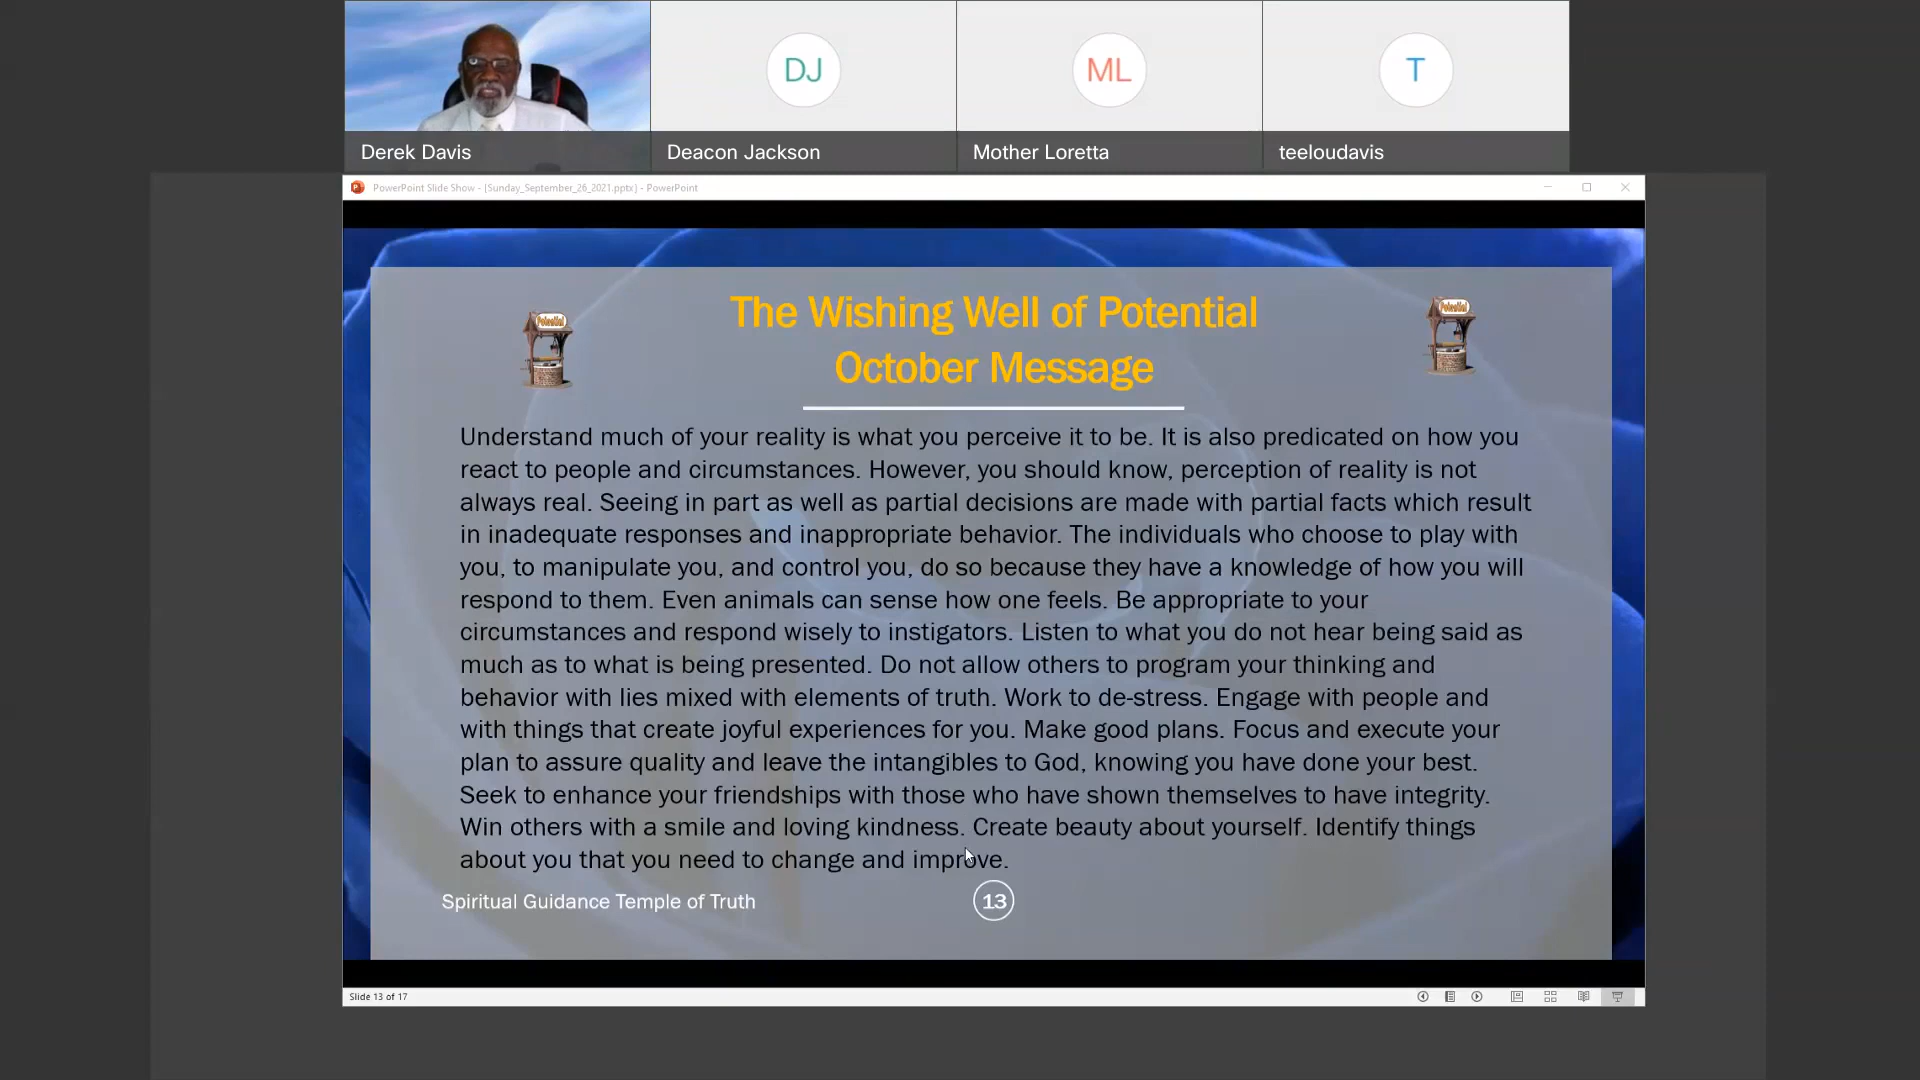 DJ
ML
T
Derek Davis
Deacon Jackson
Mother Loretta
teeloudavis
PowerPoint Slide Show - [Sunday_September_26_2021.pptx] - PowerPoint
The Wishing Well of Potential
October Message
Potential
Potential
Understand much of your reality is what you perceive it to be. It is also predicated on how you
react to people and circumstances. However, you should know, perception of reality is not
always real. Seeing in part as well as partial decisions are made with partial facts which result
in inadequate responses and inappropriate behavior. The individuals who choose to play with
you, to manipulate you, and control you, do so because they have a knowledge of how you will
respond to them. Even animals can sense how one feels. Be appropriate to your
circumstances and respond wisely to instigators. Listen to what you do not hear being said as
much as to what is being presented. Do not allow others to program your thinking and
behavior with lies mixed with elements of truth. Work to de-stress. Engage with people and
with things that create joyful experiences for you. Make good plans. Focus and execute your
plan to assure quality and leave the intangibles to God, knowing you have done your best.
Seek to enhance your friendships with those who have shown themselves to have integrity.
Win others with a smile and loving kindness. Create beauty about yourself. Identify things
about you that you need to change and improve.
Spiritual Guidance Temple of Truth
13
Slide 13 of 17